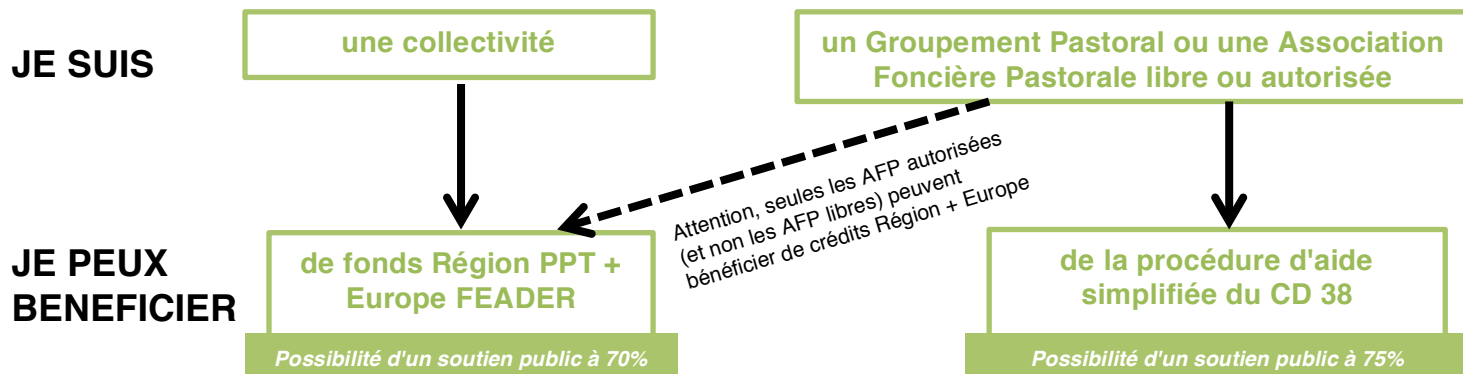 JE SUIS
une collectivité
un Groupement Pastoral ou une Association
Foncière Pastorale libre ou autorisée
Attention, seules les AFP autorisées
(et non les AFP libres) peuvent
bénéficier de crédits Région + Europe
JE PEUX
BENEFICIER
de fonds Région PPT +
Europe FEADER
Possibilité d'un soutien public à 70%
de la procédure d'aide
simplifiée du CD 38
Possibilité d'un soutien public à 75%